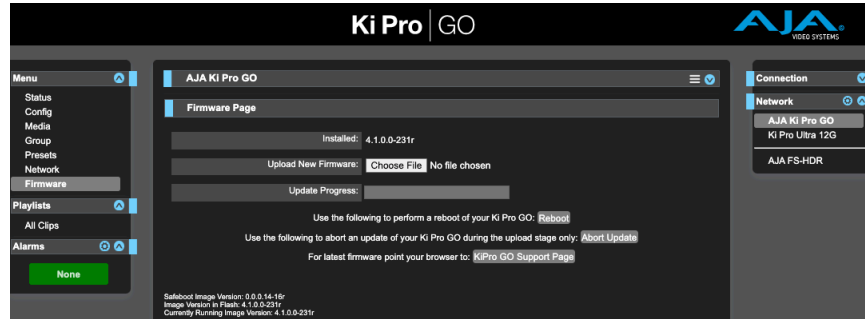 Ki Pro GO
AJA
VIDEO SYSTEMS
Menu
Status
Config
Media
Group
Presets
Network
Firmware
Playlists
All Clips
Alarms
None
AJA Ki Pro GO
Firmware Page
Installed: 4.1.0.0-231r
Upload New Firmware: Choose File No file chosen
Update Progress:
Use the following to perform a reboot of your Ki Pro GO: Reboot
Use the following to abort an update of your Ki Pro GO during the upload stage only: Abort Update
For latest firmware point your browser to: KiPro GO Support Page
Safeboot Image Version: 0.0.0.14-16r
Image Version in Flash: 4.1.0.0-231r
Currently Running Image Version: 4.1.0.0-231r
Connection
Network
AJA Ki Pro GO
Ki Pro Ultra 12G
AJA FS-HDR